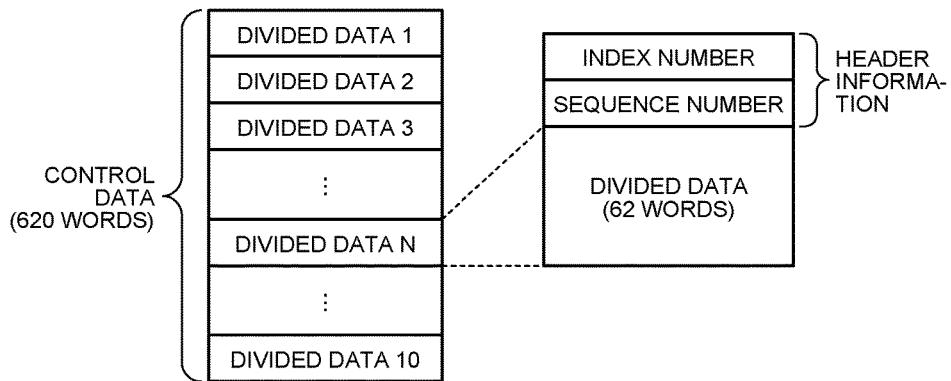 CONTROL
DATA
(620 WORDS)
DIVIDED DATA 1
DIVIDED DATA 2
DIVIDED DATA 3
⋮
DIVIDED DATA N
⋮
DIVIDED DATA 10
INDEX NUMBER
SEQUENCE NUMBER
DIVIDED DATA
(62 WORDS)
HEADER
INFORMA-
TION